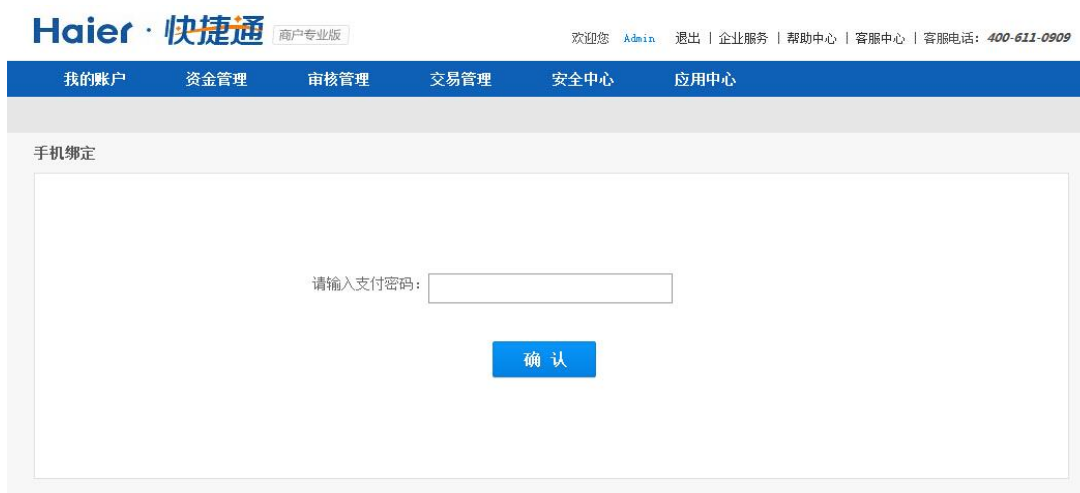 Haier · 快捷通 商户专业版
欢迎您 Admin 退出 | 企业服务 | 帮助中心 | 客服中心 | 客服电话：400-611-0909
我的账户 资金管理 审核管理 交易管理 安全中心 应用中心
手机绑定
请输入支付密码：
确 认